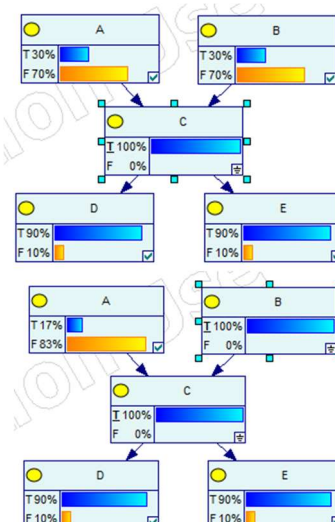 A B
T 30% T 30%
F 70% F 70%
C
T 100%
F 0%
D E
T 90% T 90%
F 10% F 10%
A B
T 17% T 100%
F 83% F 0%
C
T 100%
F 0%
D E
T 90% T 90%
F 10% F 10%